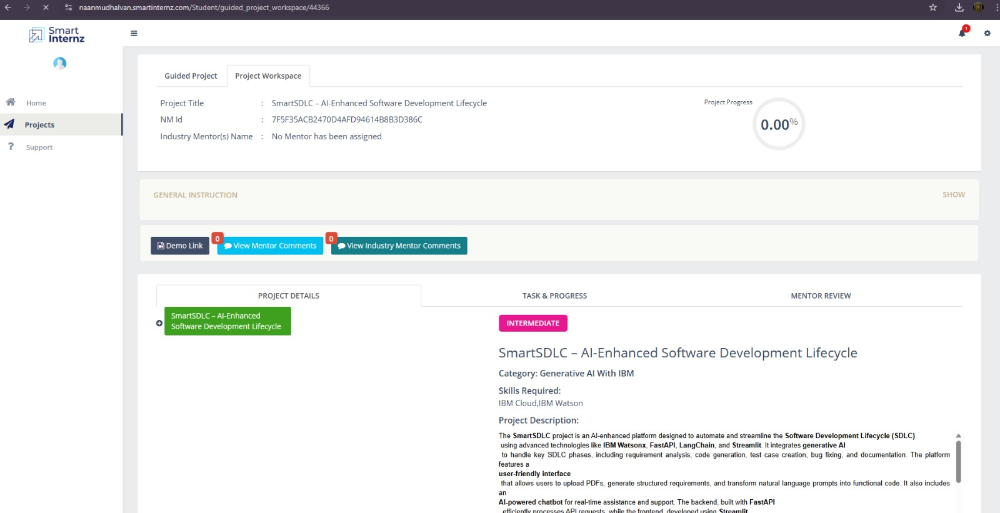 naanmudhalvan.smartinternz.com/Student/guided_project_workspace/44366
Smart
Internz
1
Home
Projects
Support
Guided Project
Project Workspace
Project Title : SmartSDLC – AI-Enhanced Software Development Lifecycle
NM Id : 7F5F35ACB2470D4AFD94614B8B3D386C
Industry Mentor(s) Name : No Mentor has been assigned
Project Progress
0.00%
GENERAL INSTRUCTION
SHOW
Demo Link
0
View Mentor Comments
0
View Industry Mentor Comments
PROJECT DETAILS
TASK & PROGRESS
MENTOR REVIEW
SmartSDLC – AI-Enhanced
Software Development Lifecycle
INTERMEDIATE
SmartSDLC – AI-Enhanced Software Development Lifecycle
Category: Generative AI With IBM
Skills Required:
IBM Cloud,IBM Watson
Project Description:
The SmartSDLC project is an AI-enhanced platform designed to automate and streamline the Software Development Lifecycle (SDLC)
using advanced technologies like IBM Watsonx, FastAPI, LangChain, and Streamlit. It integrates generative AI
to handle key SDLC phases, including requirement analysis, code generation, test case creation, bug fixing, and documentation. The platform
features a
user-friendly interface
that allows users to upload PDFs, generate structured requirements, and transform natural language prompts into functional code. It also includes
an
AI-powered chatbot for real-time assistance and support. The backend, built with FastAPI
efficiently processes API requests, while the frontend, developed using Streamlit